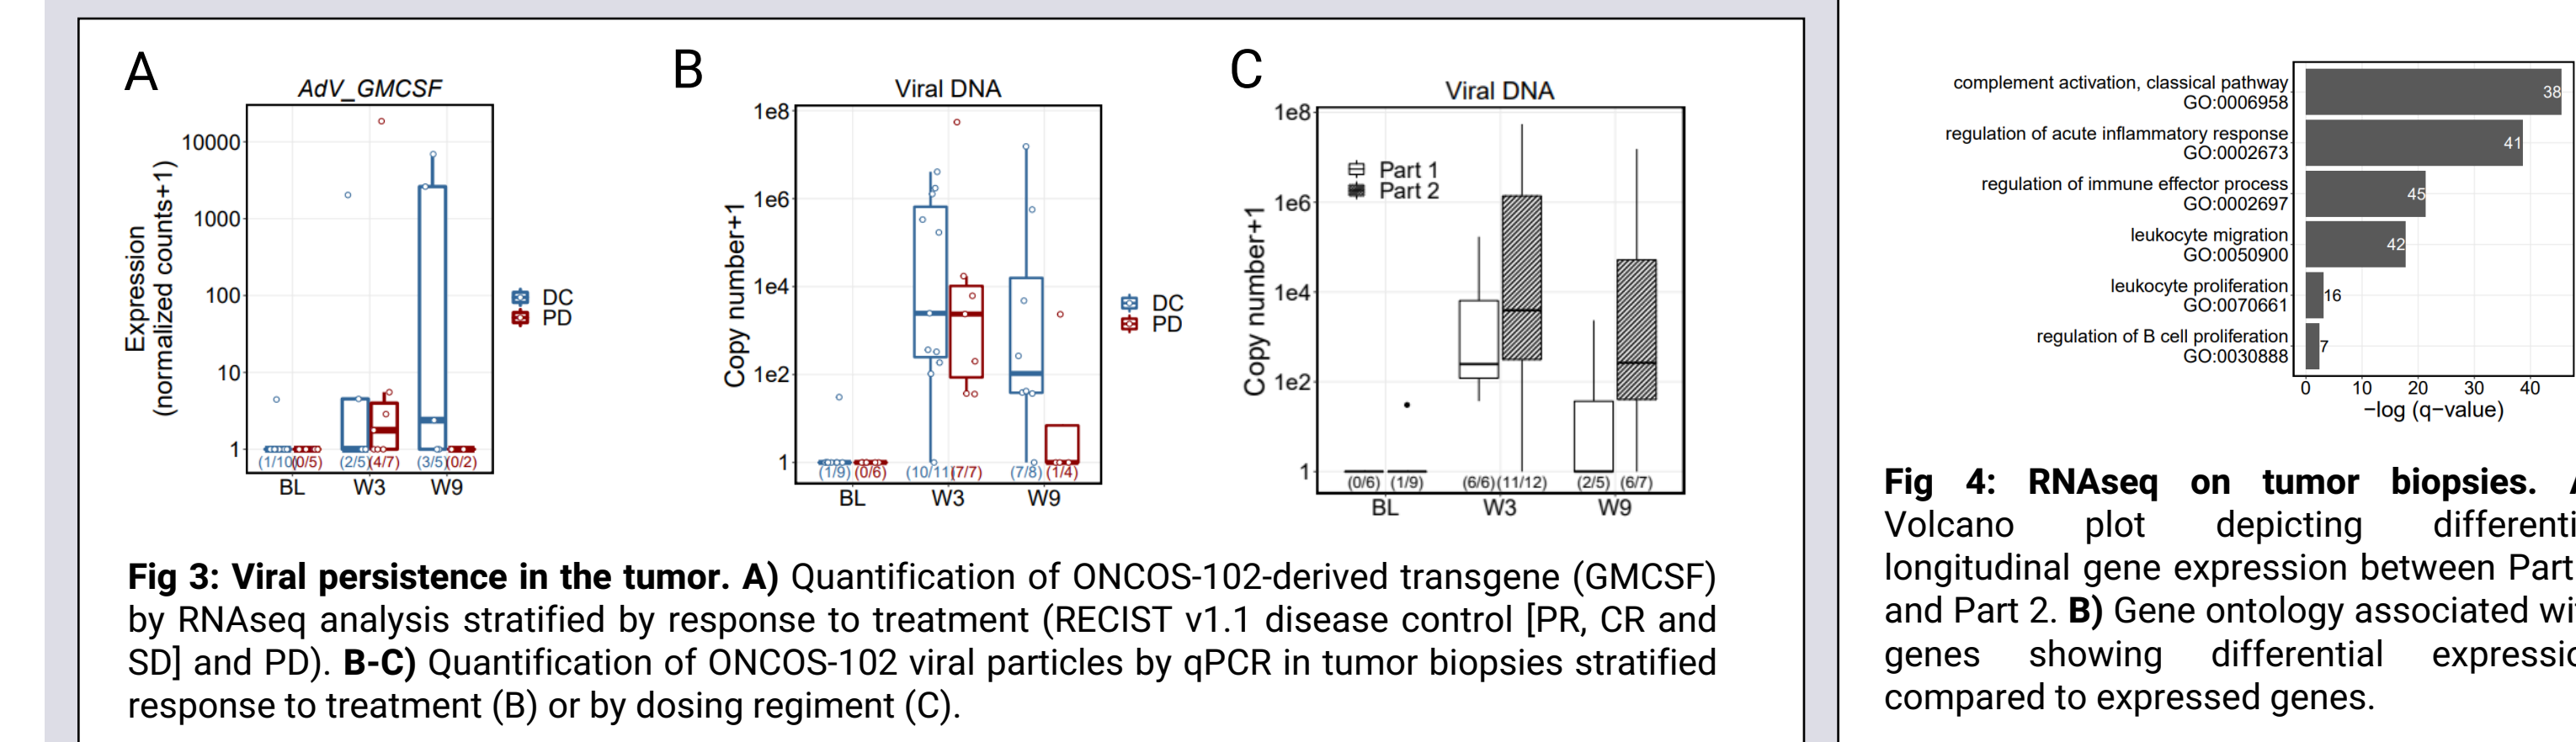 A
AdV_GMCSF
Expression
(normalized counts+1)
10000
1000
100
10
1
(1/10)(0/5)
(2/5)(4/7)
(3/5)(0/2)
BL
W3
W9
DC
PD
B
Viral DNA
Copy number+1
1e8
1e6
1e4
1e2
1
(1/9) (0/6)
(10/11)(7/7)
(7/8) (1/4)
BL
W3
W9
DC
PD
C
Viral DNA
Copy number+1
1e8
1e6
1e4
1e2
1
Part 1
Part 2
(0/6) (1/9)
(6/6)(11/12)
(2/5) (6/7)
BL
W3
W9
Fig 3: Viral persistence in the tumor. A) Quantification of ONCOS-102-derived transgene (GMCSF)
by RNAseq analysis stratified by response to treatment (RECIST v1.1 disease control [PR, CR and
SD] and PD). B-C) Quantification of ONCOS-102 viral particles by qPCR in tumor biopsies stratified
response to treatment (B) or by dosing regiment (C).
complement activation, classical pathway
GO:0006958
38
regulation of acute inflammatory response
GO:0002673
41
regulation of immune effector process
GO:0002697
45
leukocyte migration
GO:0050900
42
leukocyte proliferation
GO:0070661
16
regulation of B cell proliferation
GO:0030888
7
0
10
20
30
40
−log (q−value)
Fig 4: RNAseq on tumor biopsies.
Volcano plot depicting differenti
longitudinal gene expression between Part
and Part 2. B) Gene ontology associated wi
genes showing differential expressio
compared to expressed genes.